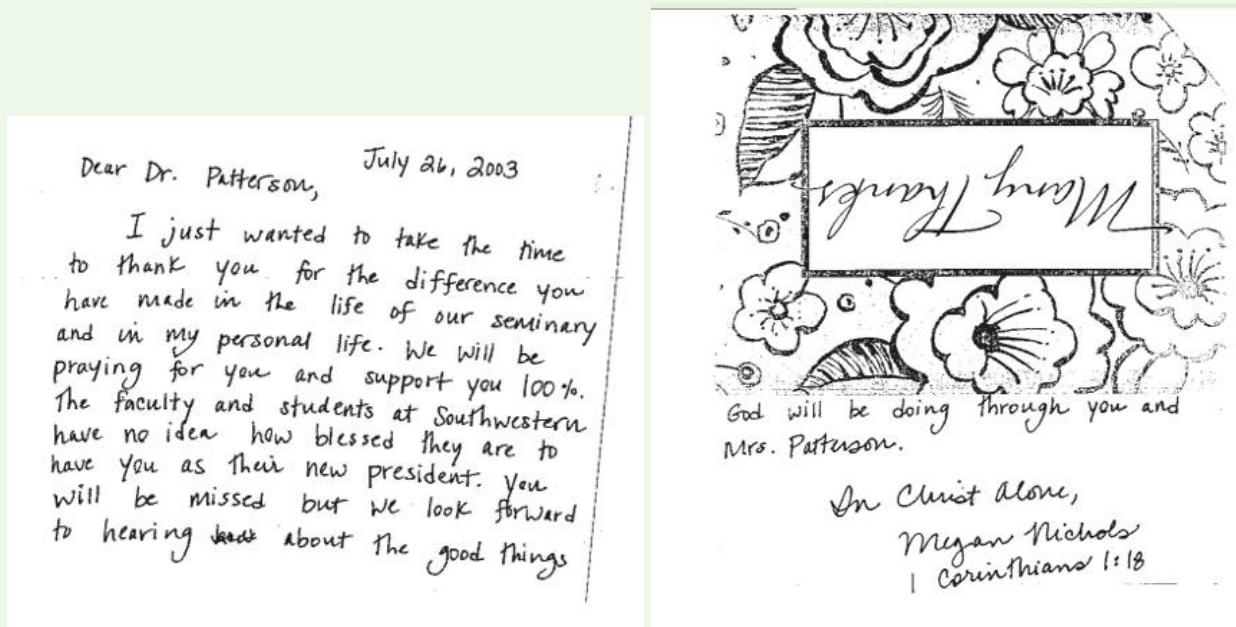 Dear Dr. Patterson,
July 26, 2003
I just wanted to take the time
to thank you for the difference you
have made in the life of our seminary
and in my personal life. We will be
praying for you and support you 100%.
The faculty and students at Southwestern
have no idea how blessed they are to
have you as their new president. You
will be missed but we look forward
to hearing about the good things
Many Thanks
God will be doing through you and
Mrs. Patterson.
In Christ Alone,
Megan Nichols
1 Corinthians 1:18